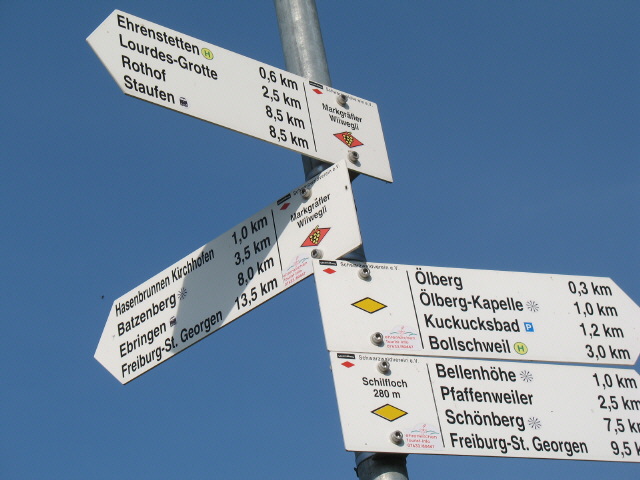 Ehrenstetten H 0,6 km
Lourdes-Grotte 2,5 km
Rothof 8,5 km
Staufen 8,5 km
Schwarzwaldverein e.V.
Markgräfler
Wiiwegli
Hasenbrunnen Kirchhofen 1,0 km
Batzenberg 3,5 km
Ebringen 8,0 km
Freiburg-St. Georgen 13,5 km
Schwarzwaldverein e.V.
Markgräfler
Wiiwegli
Schwarzwaldverein e.V.
Ölberg 0,3 km
Ölberg-Kapelle 1,0 km
Kuckucksbad P 1,2 km
Bollschweil H 3,0 km
Schwarzwaldverein e.V.
Schilfloch
280 m
Bellenhöhe 1,0 km
Pfaffenweiler 2,5 km
Schönberg 7,5 km
Freiburg-St. Georgen 9,5 k